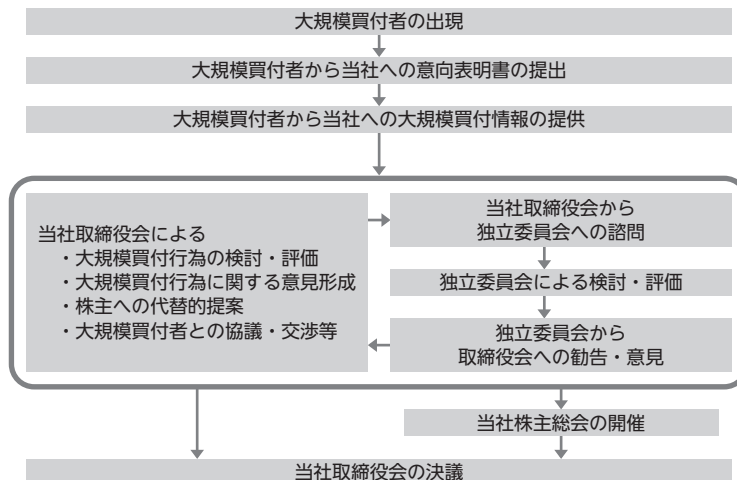 大規模買付者の出現
大規模買付者から当社への意向表明書の提出
大規模買付者から当社への大規模買付情報の提供
当社取締役会による
・大規模買付行為の検討・評価
・大規模買付行為に関する意見形成
・株主への代替的提案
・大規模買付者との協議・交渉等
当社取締役会から
独立委員会への諮問
独立委員会による検討・評価
独立委員会から
取締役会への勧告・意見
当社株主総会の開催
当社取締役会の決議